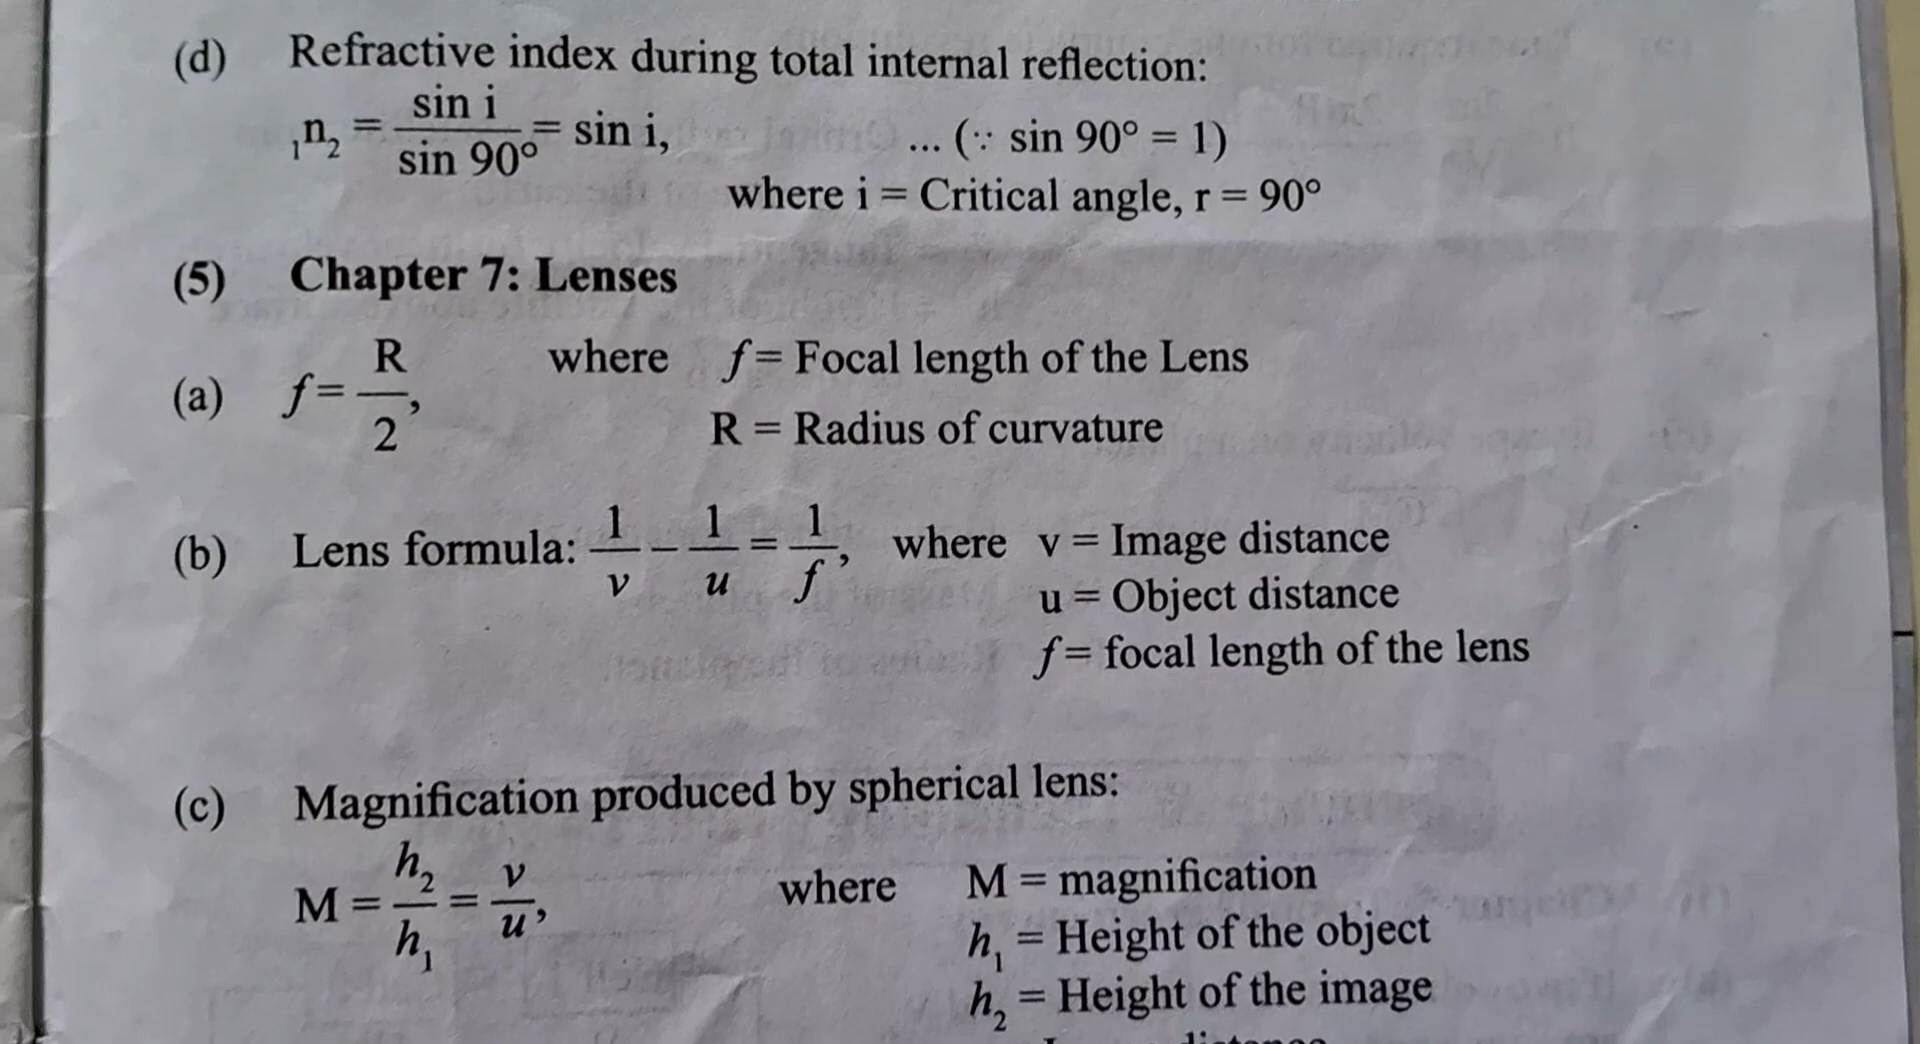 (d) Refractive index during total internal reflection:
₁n₂ = sin i / sin 90° = sin i, ... (∵ sin 90° = 1)
where i = Critical angle, r = 90°
(5) Chapter 7: Lenses
(a) f = R/2, where f = Focal length of the Lens
R = Radius of curvature
(b) Lens formula: 1/v − 1/u = 1/f, where v = Image distance
u = Object distance
f = focal length of the lens
(c) Magnification produced by spherical lens:
M = h₂/h₁ = v/u, where M = magnification
h₁ = Height of the object
h₂ = Height of the image